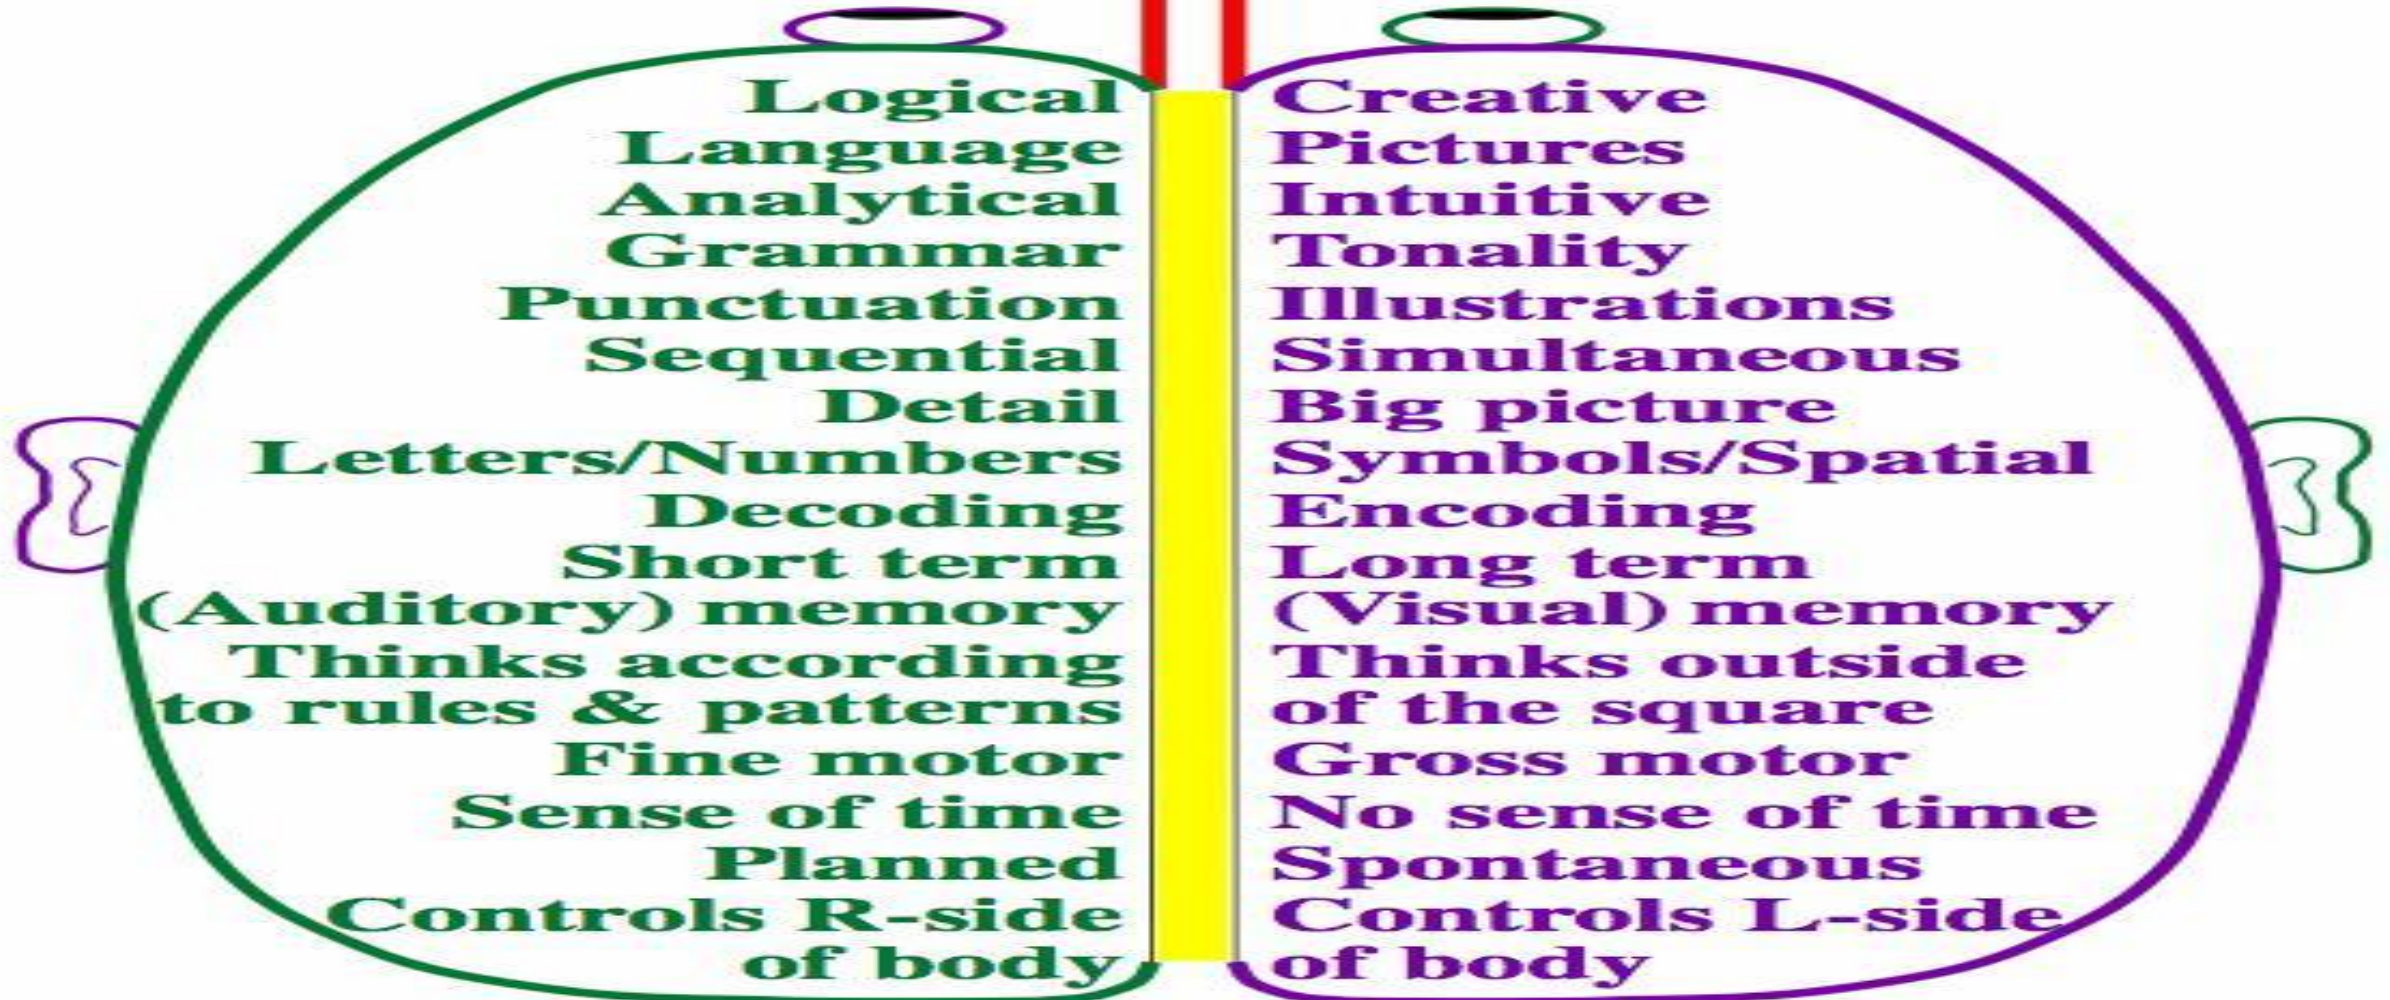 Logical
Language
Analytical
Grammar
Punctuation
Sequential
Detail
Letters/Numbers
Decoding
Short term
(Auditory) memory
Thinks according
to rules & patterns
Fine motor
Sense of time
Planned
Controls R-side
of body
Creative
Pictures
Intuitive
Tonality
Illustrations
Simultaneous
Big picture
Symbols/Spatial
Encoding
Long term
(Visual) memory
Thinks outside
of the square
Gross motor
No sense of time
Spontaneous
Controls L-side
of body